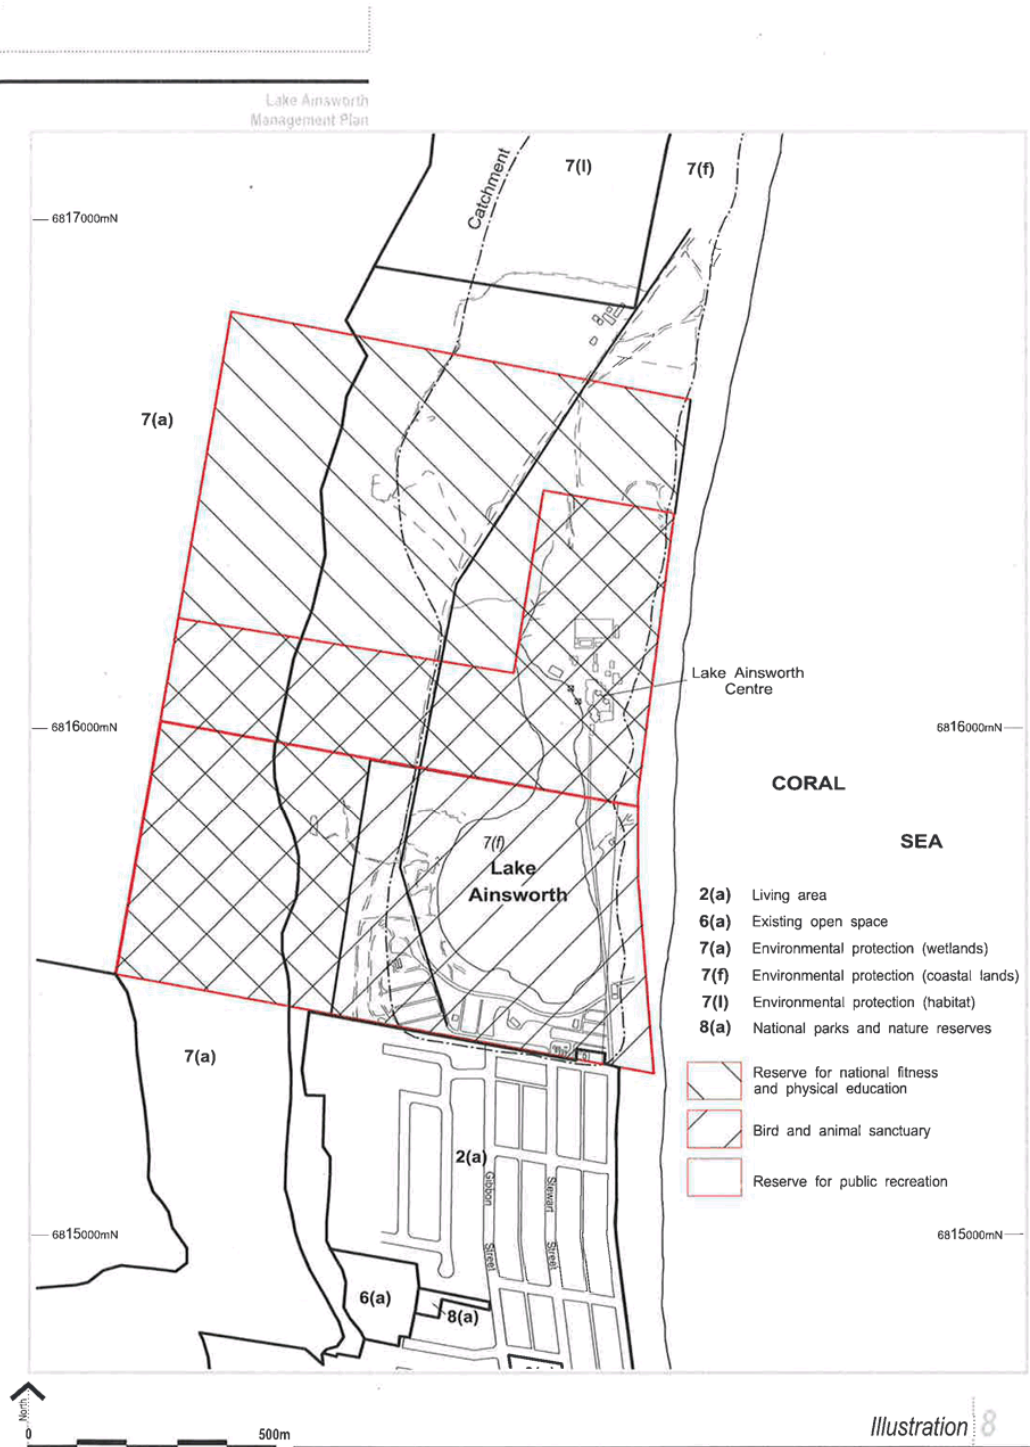 Lake Ainsworth
Management Plan
Catchment
7(l)
7(f)
6817000mN
7(a)
Lake Ainsworth
Centre
6816000mN
6816000mN
CORAL
SEA
7(f)
Lake
Ainsworth
2(a) Living area
6(a) Existing open space
7(a) Environmental protection (wetlands)
7(f) Environmental protection (coastal lands)
7(l) Environmental protection (habitat)
8(a) National parks and nature reserves
7(a)
Reserve for national fitness
and physical education
Bird and animal sanctuary
Reserve for public recreation
2(a)
Gibbon Street
Stewart Street
6815000mN
6815000mN
6(a)
8(a)
North
0 500m
Illustration 8